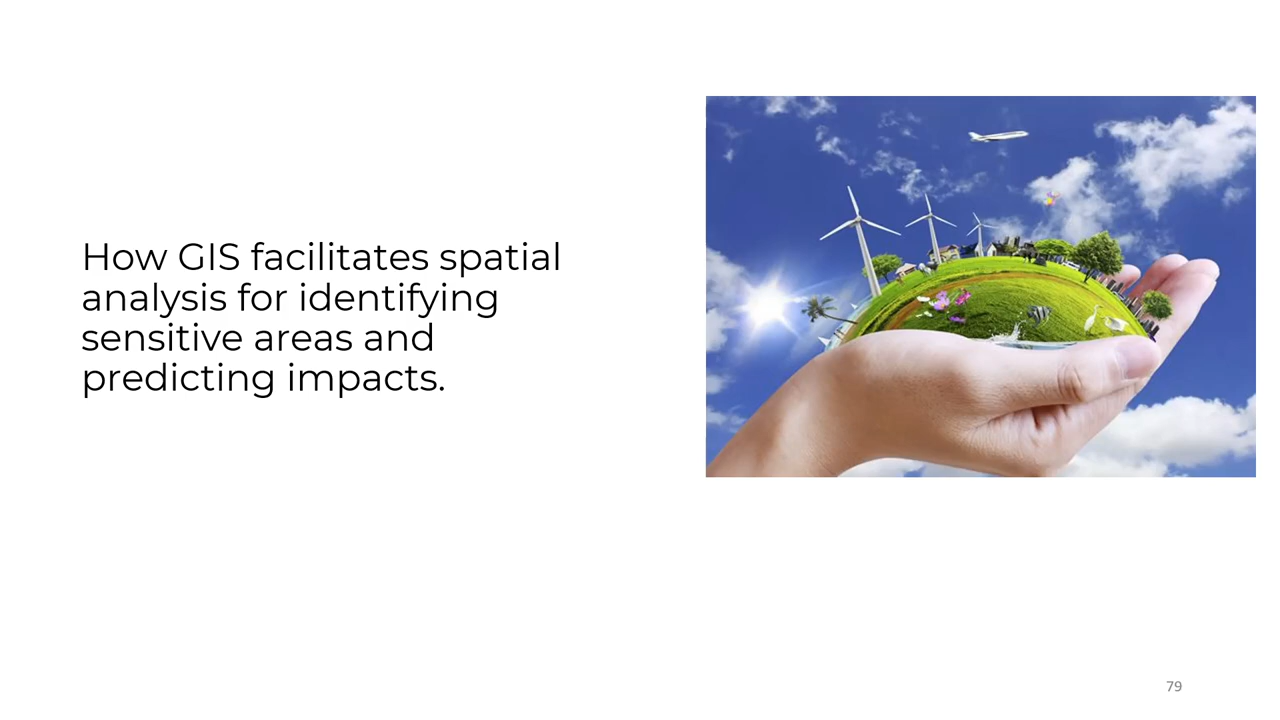 How GIS facilitates spatial
analysis for identifying
sensitive areas and
predicting impacts.
79